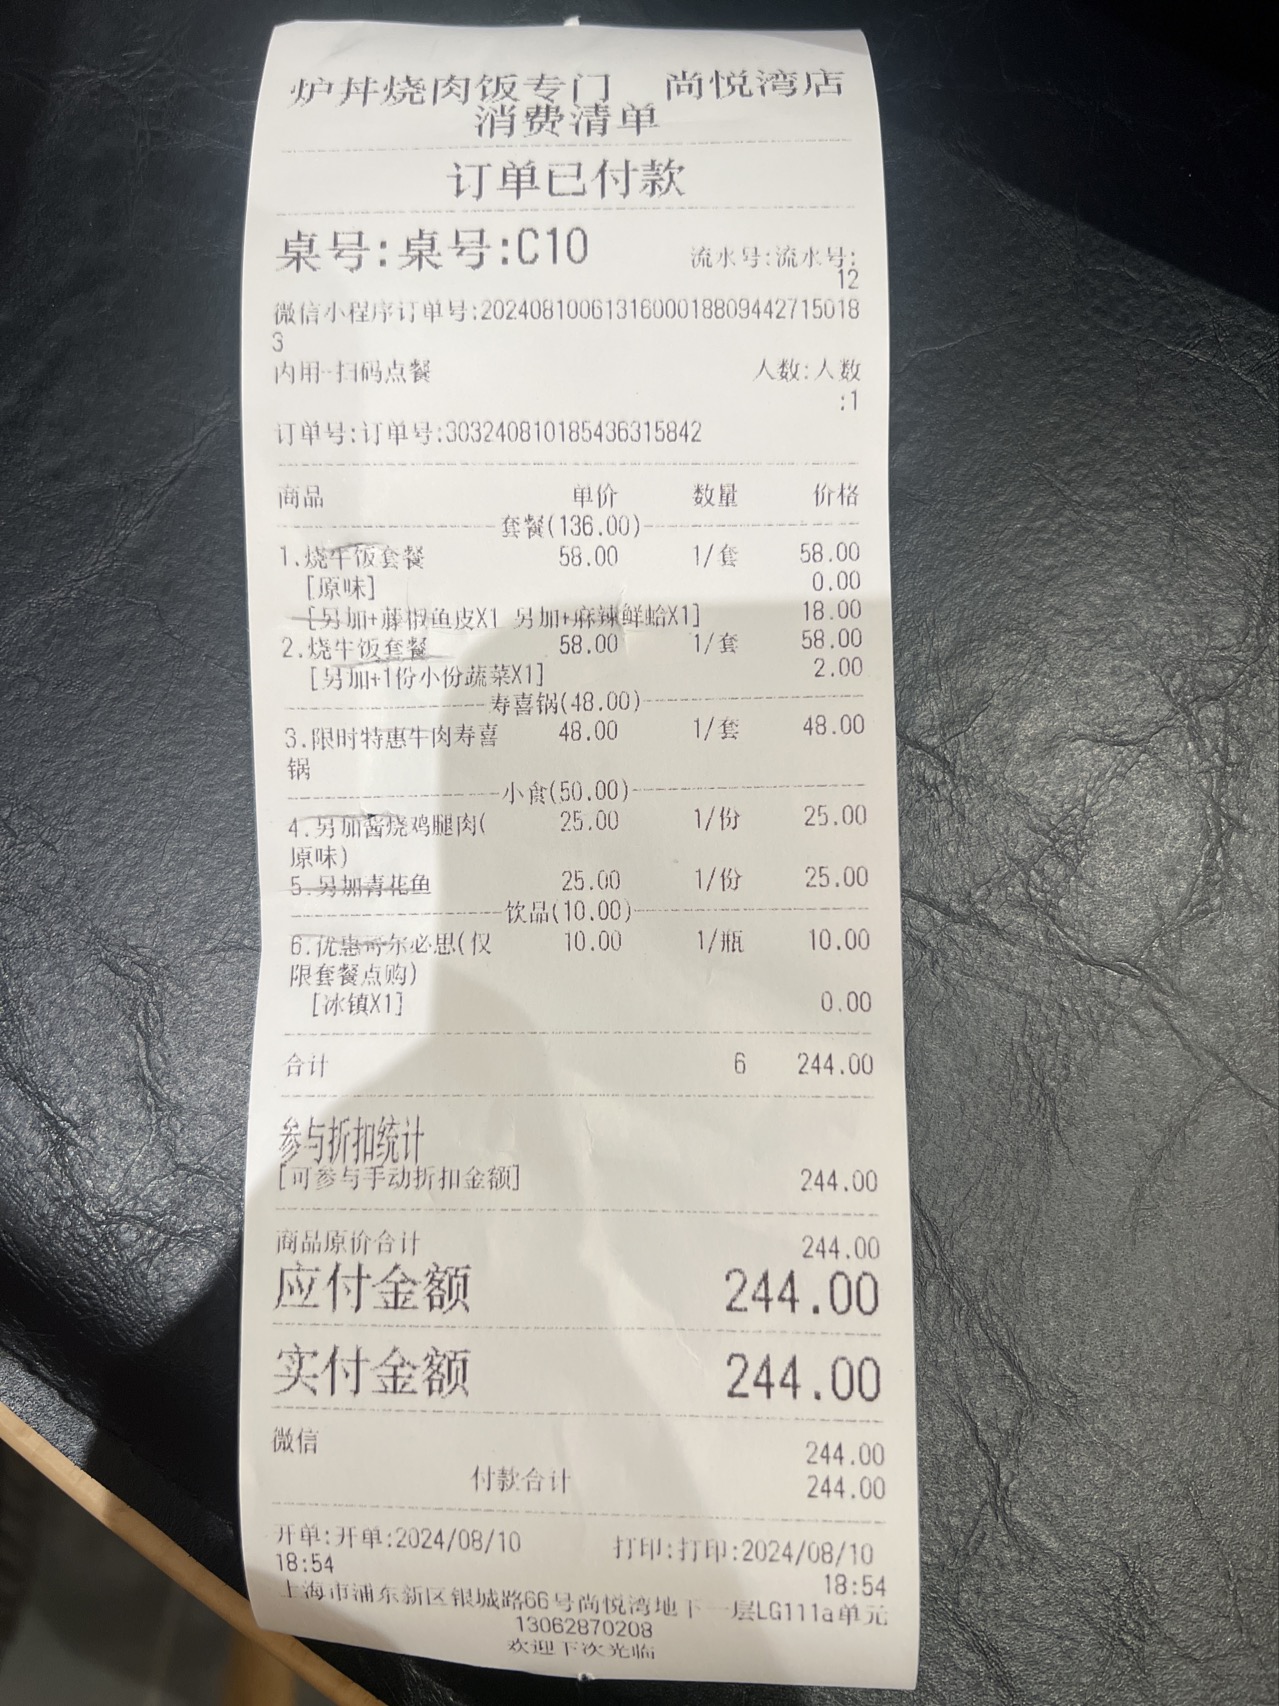 炉丼烧肉饭专门 尚悦湾店
消费清单
订单已付款
桌号:桌号:C10 流水号:流水号:
12
微信小程序订单号:2024081006131600018809442715018
3
内用-扫码点餐 人数:人数
:1
订单号:订单号:303240810185436315842
商品 单价 数量 价格
套餐(136.00)
1.烧牛饭套餐 58.00 1/套 58.00
[原味] 0.00
[另加+藤椒鱼皮X1 另加+麻辣鲜蛤X1] 18.00
2.烧牛饭套餐 58.00 1/套 58.00
[另加+1份小份蔬菜X1] 2.00
寿喜锅(48.00)
3.限时特惠牛肉寿喜 48.00 1/套 48.00
锅
小食(50.00)
4.另加酱烧鸡腿肉( 25.00 1/份 25.00
原味)
5.另加青花鱼 25.00 1/份 25.00
饮品(10.00)
6.优惠可尔必思(仅 10.00 1/瓶 10.00
限套餐点购)
[冰镇X1] 0.00
合计 6 244.00
参与折扣统计
[可参与手动折扣金额] 244.00
商品原价合计 244.00
应付金额 244.00
实付金额 244.00
微信 244.00
付款合计 244.00
开单:开单:2024/08/10 打印:打印:2024/08/10
18:54 18:54
上海市浦东新区银城路66号尚悦湾地下一层LG111a单元
13062870208
欢迎下次光临